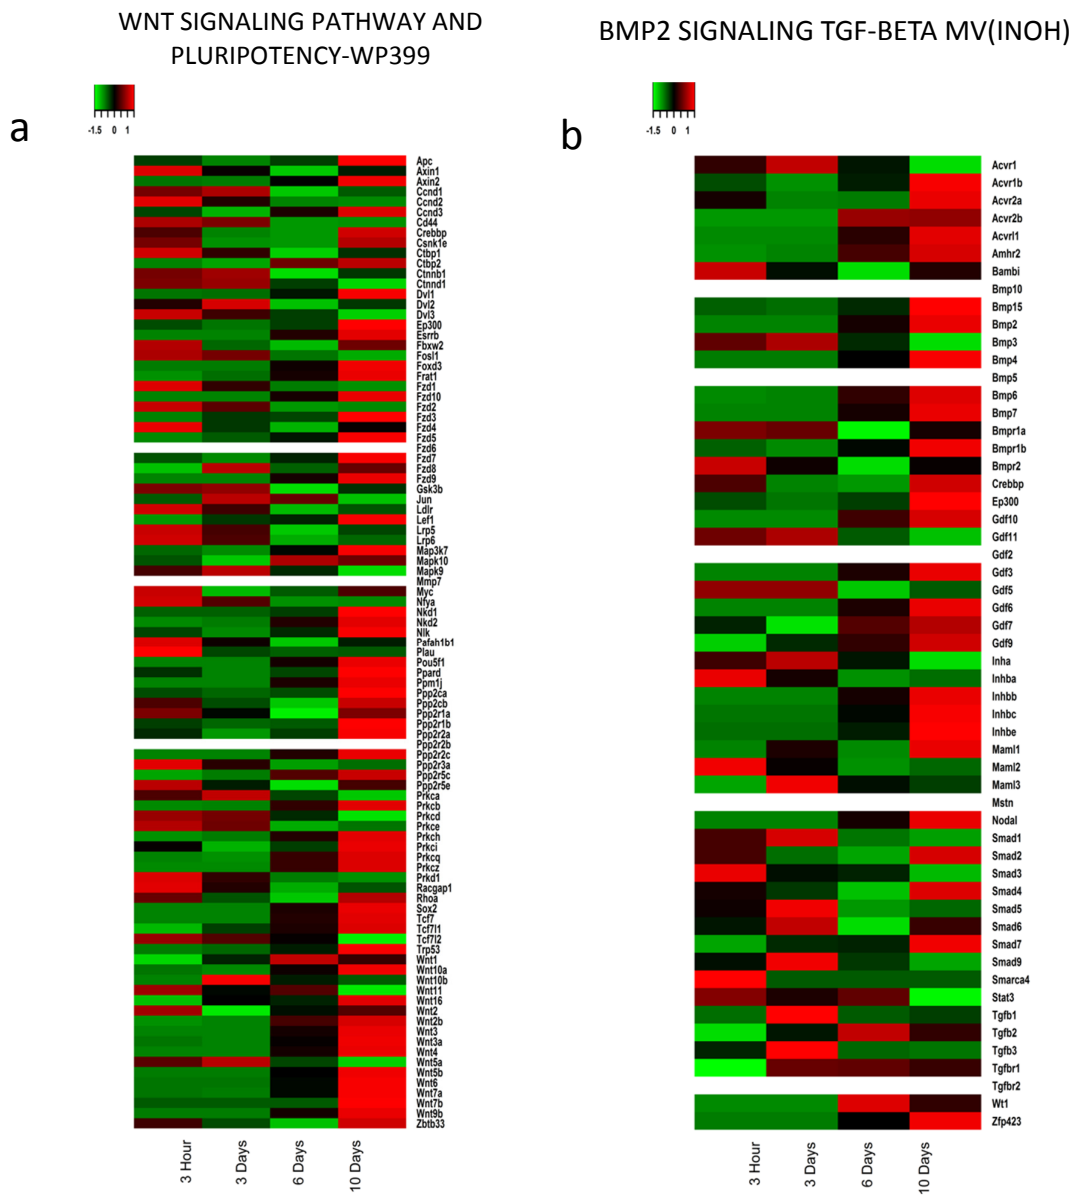 WNT SIGNALING PATHWAY AND
PLURIPOTENCY-WP399
BMP2 SIGNALING TGF-BETA MV(INOH)
a
-1.5 0 1
b
-1.5 0 1
Apc
Axin1
Axin2
Ccnd1
Ccnd2
Ccnd3
Cd44
Crebbp
Csnk1e
Ctbp1
Ctbp2
Ctnnb1
Ctnnd1
Dvl1
Dvl2
Dvl3
Ep300
Esrrb
Fbxw2
Fosl1
Foxd3
Frat1
Fzd1
Fzd10
Fzd2
Fzd3
Fzd4
Fzd5
Fzd6
Fzd7
Fzd8
Fzd9
Gsk3b
Jun
Ldlr
Lef1
Lrp5
Lrp6
Map3k7
Mapk10
Mapk9
Mmp7
Myc
Nfya
Nkd1
Nkd2
Nlk
Pafah1b1
Plau
Pou5f1
Ppard
Ppm1j
Ppp2ca
Ppp2cb
Ppp2r1a
Ppp2r1b
Ppp2r2a
Ppp2r2b
Ppp2r2c
Ppp2r3a
Ppp2r5c
Ppp2r5e
Prkca
Prkcb
Prkcd
Prkce
Prkch
Prkci
Prkcq
Prkcz
Prkd1
Racgap1
Rhoa
Sox2
Tcf7
Tcf7l1
Tcf7l2
Trp53
Wnt1
Wnt10a
Wnt10b
Wnt11
Wnt16
Wnt2
Wnt2b
Wnt3
Wnt3a
Wnt4
Wnt5a
Wnt5b
Wnt6
Wnt7a
Wnt7b
Wnt9b
Zbtb33
3 Hour
3 Days
6 Days
10 Days
Acvr1
Acvr1b
Acvr2a
Acvr2b
Acvrl1
Amhr2
Bambi
Bmp10
Bmp15
Bmp2
Bmp3
Bmp4
Bmp5
Bmp6
Bmp7
Bmpr1a
Bmpr1b
Bmpr2
Crebbp
Ep300
Gdf10
Gdf11
Gdf2
Gdf3
Gdf5
Gdf6
Gdf7
Gdf9
Inha
Inhba
Inhbb
Inhbc
Inhbe
Maml1
Maml2
Maml3
Mstn
Nodal
Smad1
Smad2
Smad3
Smad4
Smad5
Smad6
Smad7
Smad9
Smarca4
Stat3
Tgfb1
Tgfb2
Tgfb3
Tgfbr1
Tgfbr2
Wt1
Zfp423
3 Hour
3 Days
6 Days
10 Days